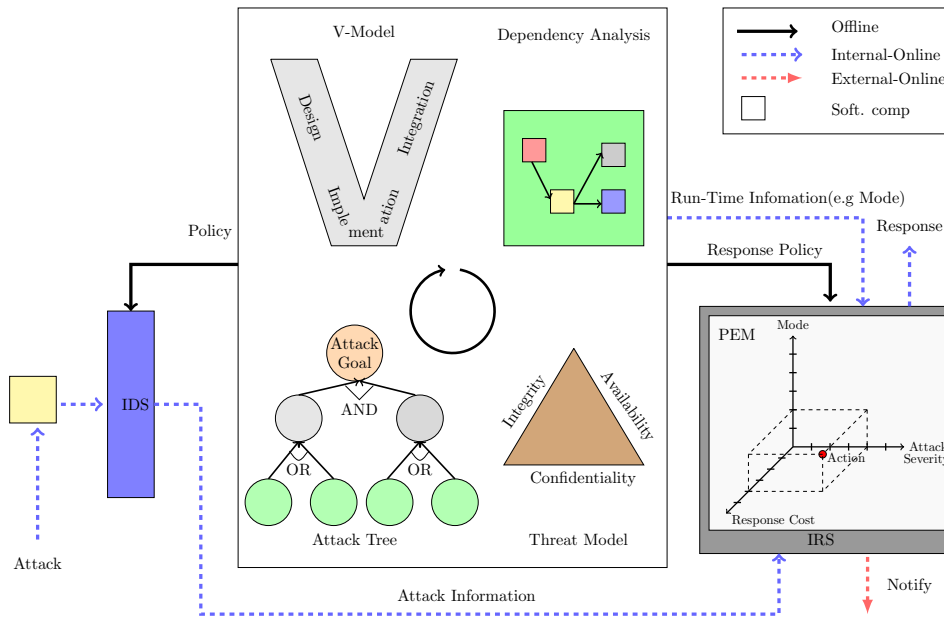 V-Model
Dependency Analysis
Offline
Internal-Online
External-Online
Soft. comp
Design
Integration
Imple
ment
ation
Run-Time Infomation(e.g Mode)
Policy
Response Policy
Response
PEM
Mode
Attack
Severity
Action
Response Cost
IRS
Attack
Goal
AND
OR
OR
Attack Tree
Integrity
Availability
Confidentiality
Threat Model
IDS
Attack
Attack Information
Notify